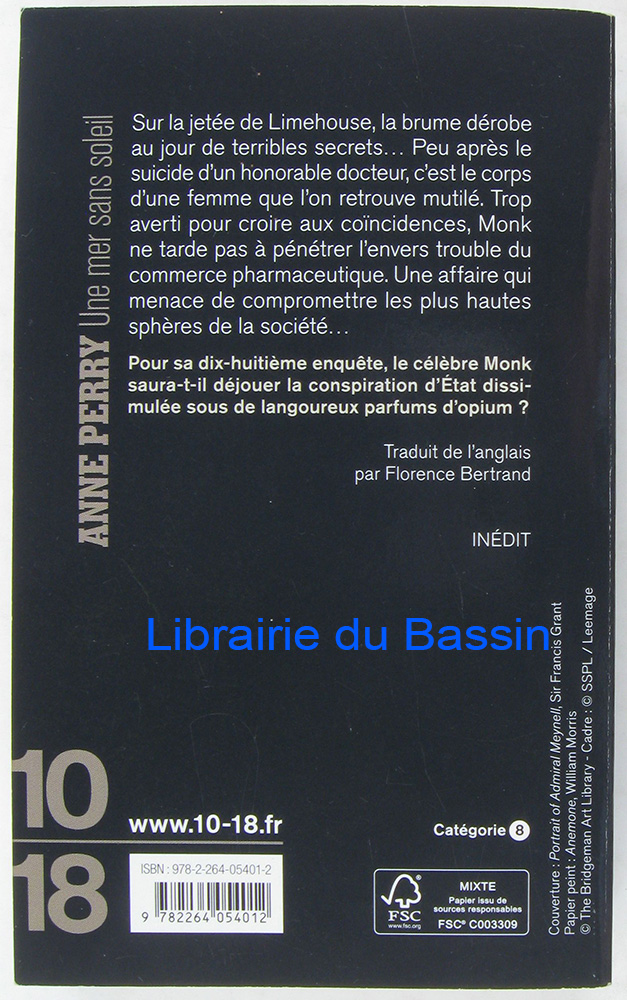 ANNE PERRY Une mer sans soleil
Sur la jetée de Limehouse, la brume dérobe
au jour de terribles secrets... Peu après le
suicide d'un honorable docteur, c'est le corps
d'une femme que l'on retrouve mutilé. Trop
averti pour croire aux coïncidences, Monk
ne tarde pas à pénétrer l'envers trouble du
commerce pharmaceutique. Une affaire qui
menace de compromettre les plus hautes
sphères de la société...
Pour sa dix-huitième enquête, le célèbre Monk
saura-t-il déjouer la conspiration d'État dissi-
mulée sous de langoureux parfums d'opium ?
Traduit de l'anglais
par Florence Bertrand
INÉDIT
Librairie du Bassin
Couverture : Portrait of Admiral Meynell, Sir Francis Grant
Papier peint : Anemone, William Morris
© The Bridgeman Art Library - Cadre : © SSPL / Leemage
10
18
www.10-18.fr
Catégorie 8
ISBN : 978-2-264-05401-2
9 782264 054012
FSC
www.fsc.org
MIXTE
Papier issu de
sources responsables
FSC® C003309